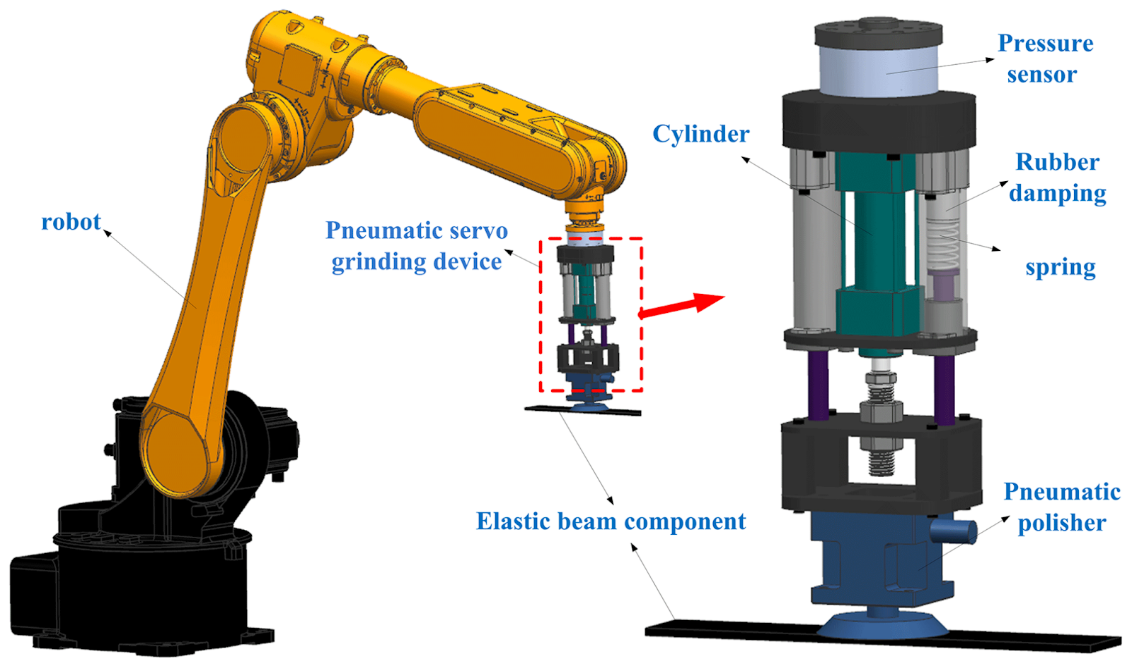 Pressure
sensor
Cylinder
Rubber
damping
robot
Pneumatic servo
grinding device
spring
Pneumatic
polisher
Elastic beam component